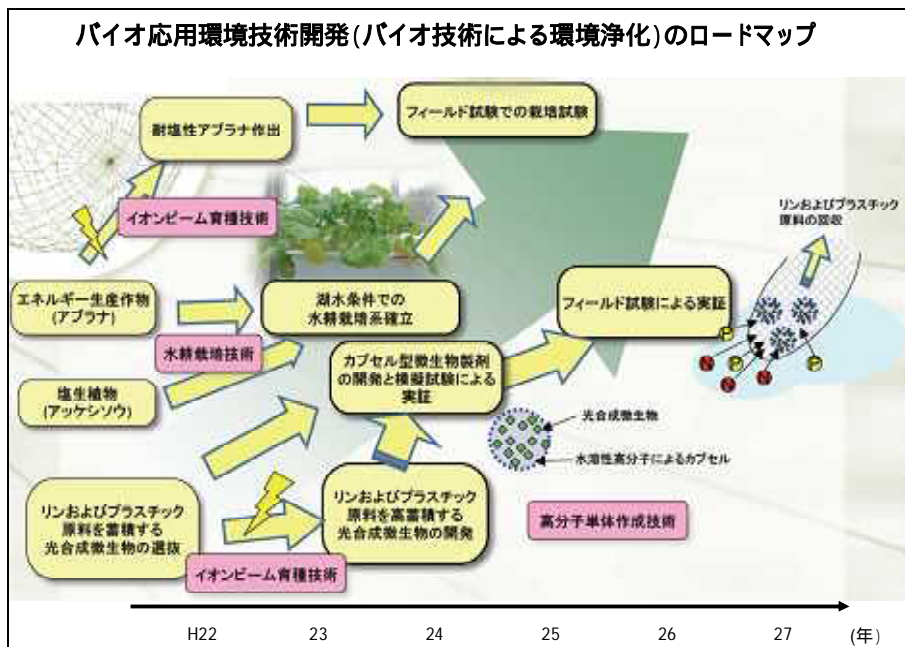 バイオ応用環境技術開発(バイオ技術による環境浄化)のロードマップ
耐塩性アブラナ作出
フィールド試験での栽培試験
イオンビーム育種技術
リンおよびプラスチック
原料の回収
エネルギー生産作物
(アブラナ)
湖水条件での
水耕栽培系確立
フィールド試験による実証
水耕栽培技術
カプセル型微生物製剤
の開発と模擬試験による
実証
塩生植物
(アッケシソウ)
P
N
P
P
N
N
光合成微生物
水溶性高分子によるカプセル
リンおよびプラスチック
原料を蓄積する
光合成微生物の選抜
リンおよびプラスチック
原料を高蓄積する
光合成微生物の開発
高分子単体作成技術
イオンビーム育種技術
H22 23 24 25 26 27 (年)